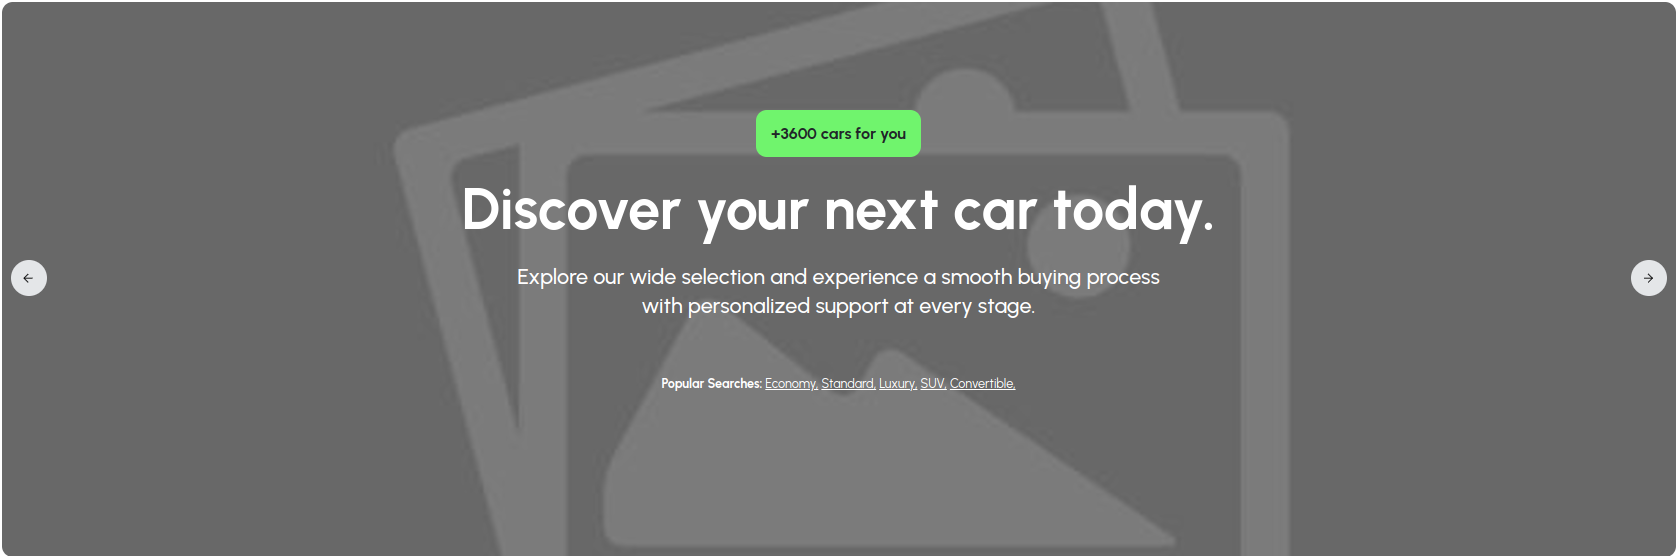 +3600 cars for you
Discover your next car today.
Explore our wide selection and experience a smooth buying process
with personalized support at every stage.
Popular Searches: Economy, Standard, Luxury, SUV, Convertible.